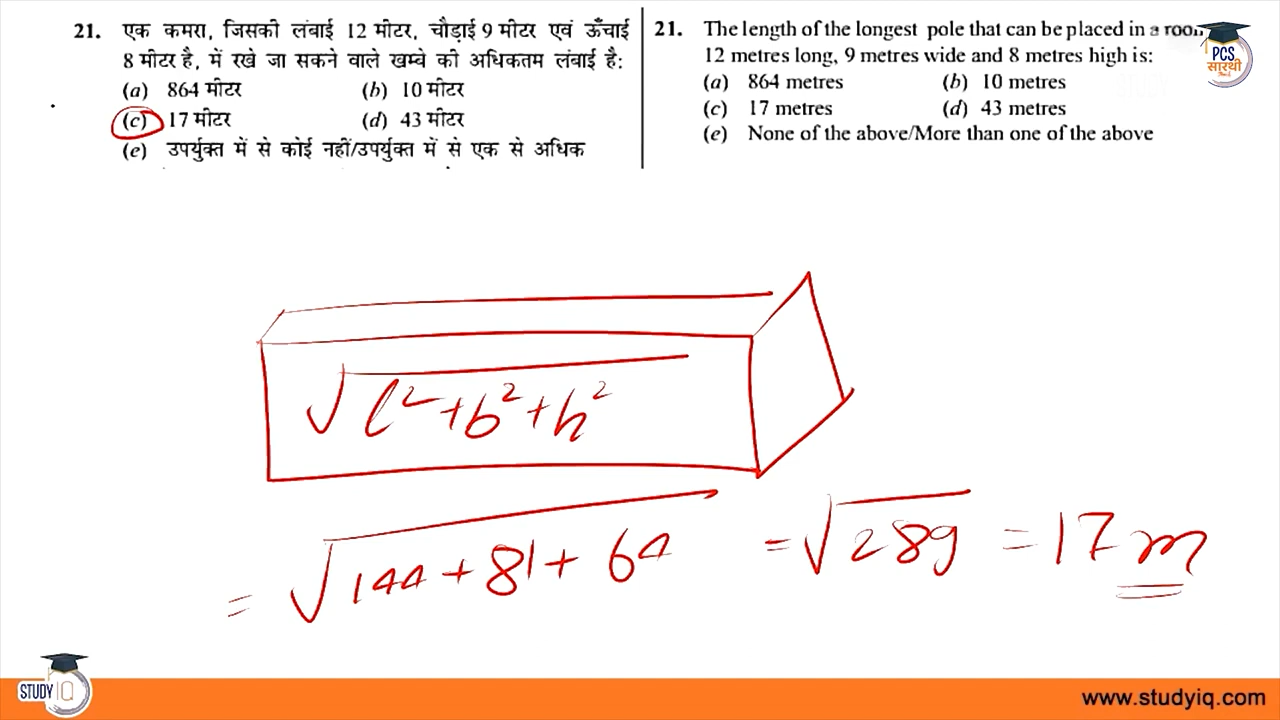 21. एक कमरा, जिसकी लंबाई 12 मीटर, चौड़ाई 9 मीटर एवं ऊँचाई
8 मीटर है, में रखे जा सकने वाले खम्बे की अधिकतम लंबाई है:
(a) 864 मीटर (b) 10 मीटर
(c) 17 मीटर (d) 43 मीटर
(e) उपर्युक्त में से कोई नहीं/उपर्युक्त में से एक से अधिक
21. The length of the longest pole that can be placed in a room
12 metres long, 9 metres wide and 8 metres high is:
(a) 864 metres (b) 10 metres
(c) 17 metres (d) 43 metres
(e) None of the above/More than one of the above
PCS
सारथी
√l²+b²+h²
= √144+81+64 = √289 = 17 m
STUDY IQ
www.studyiq.com